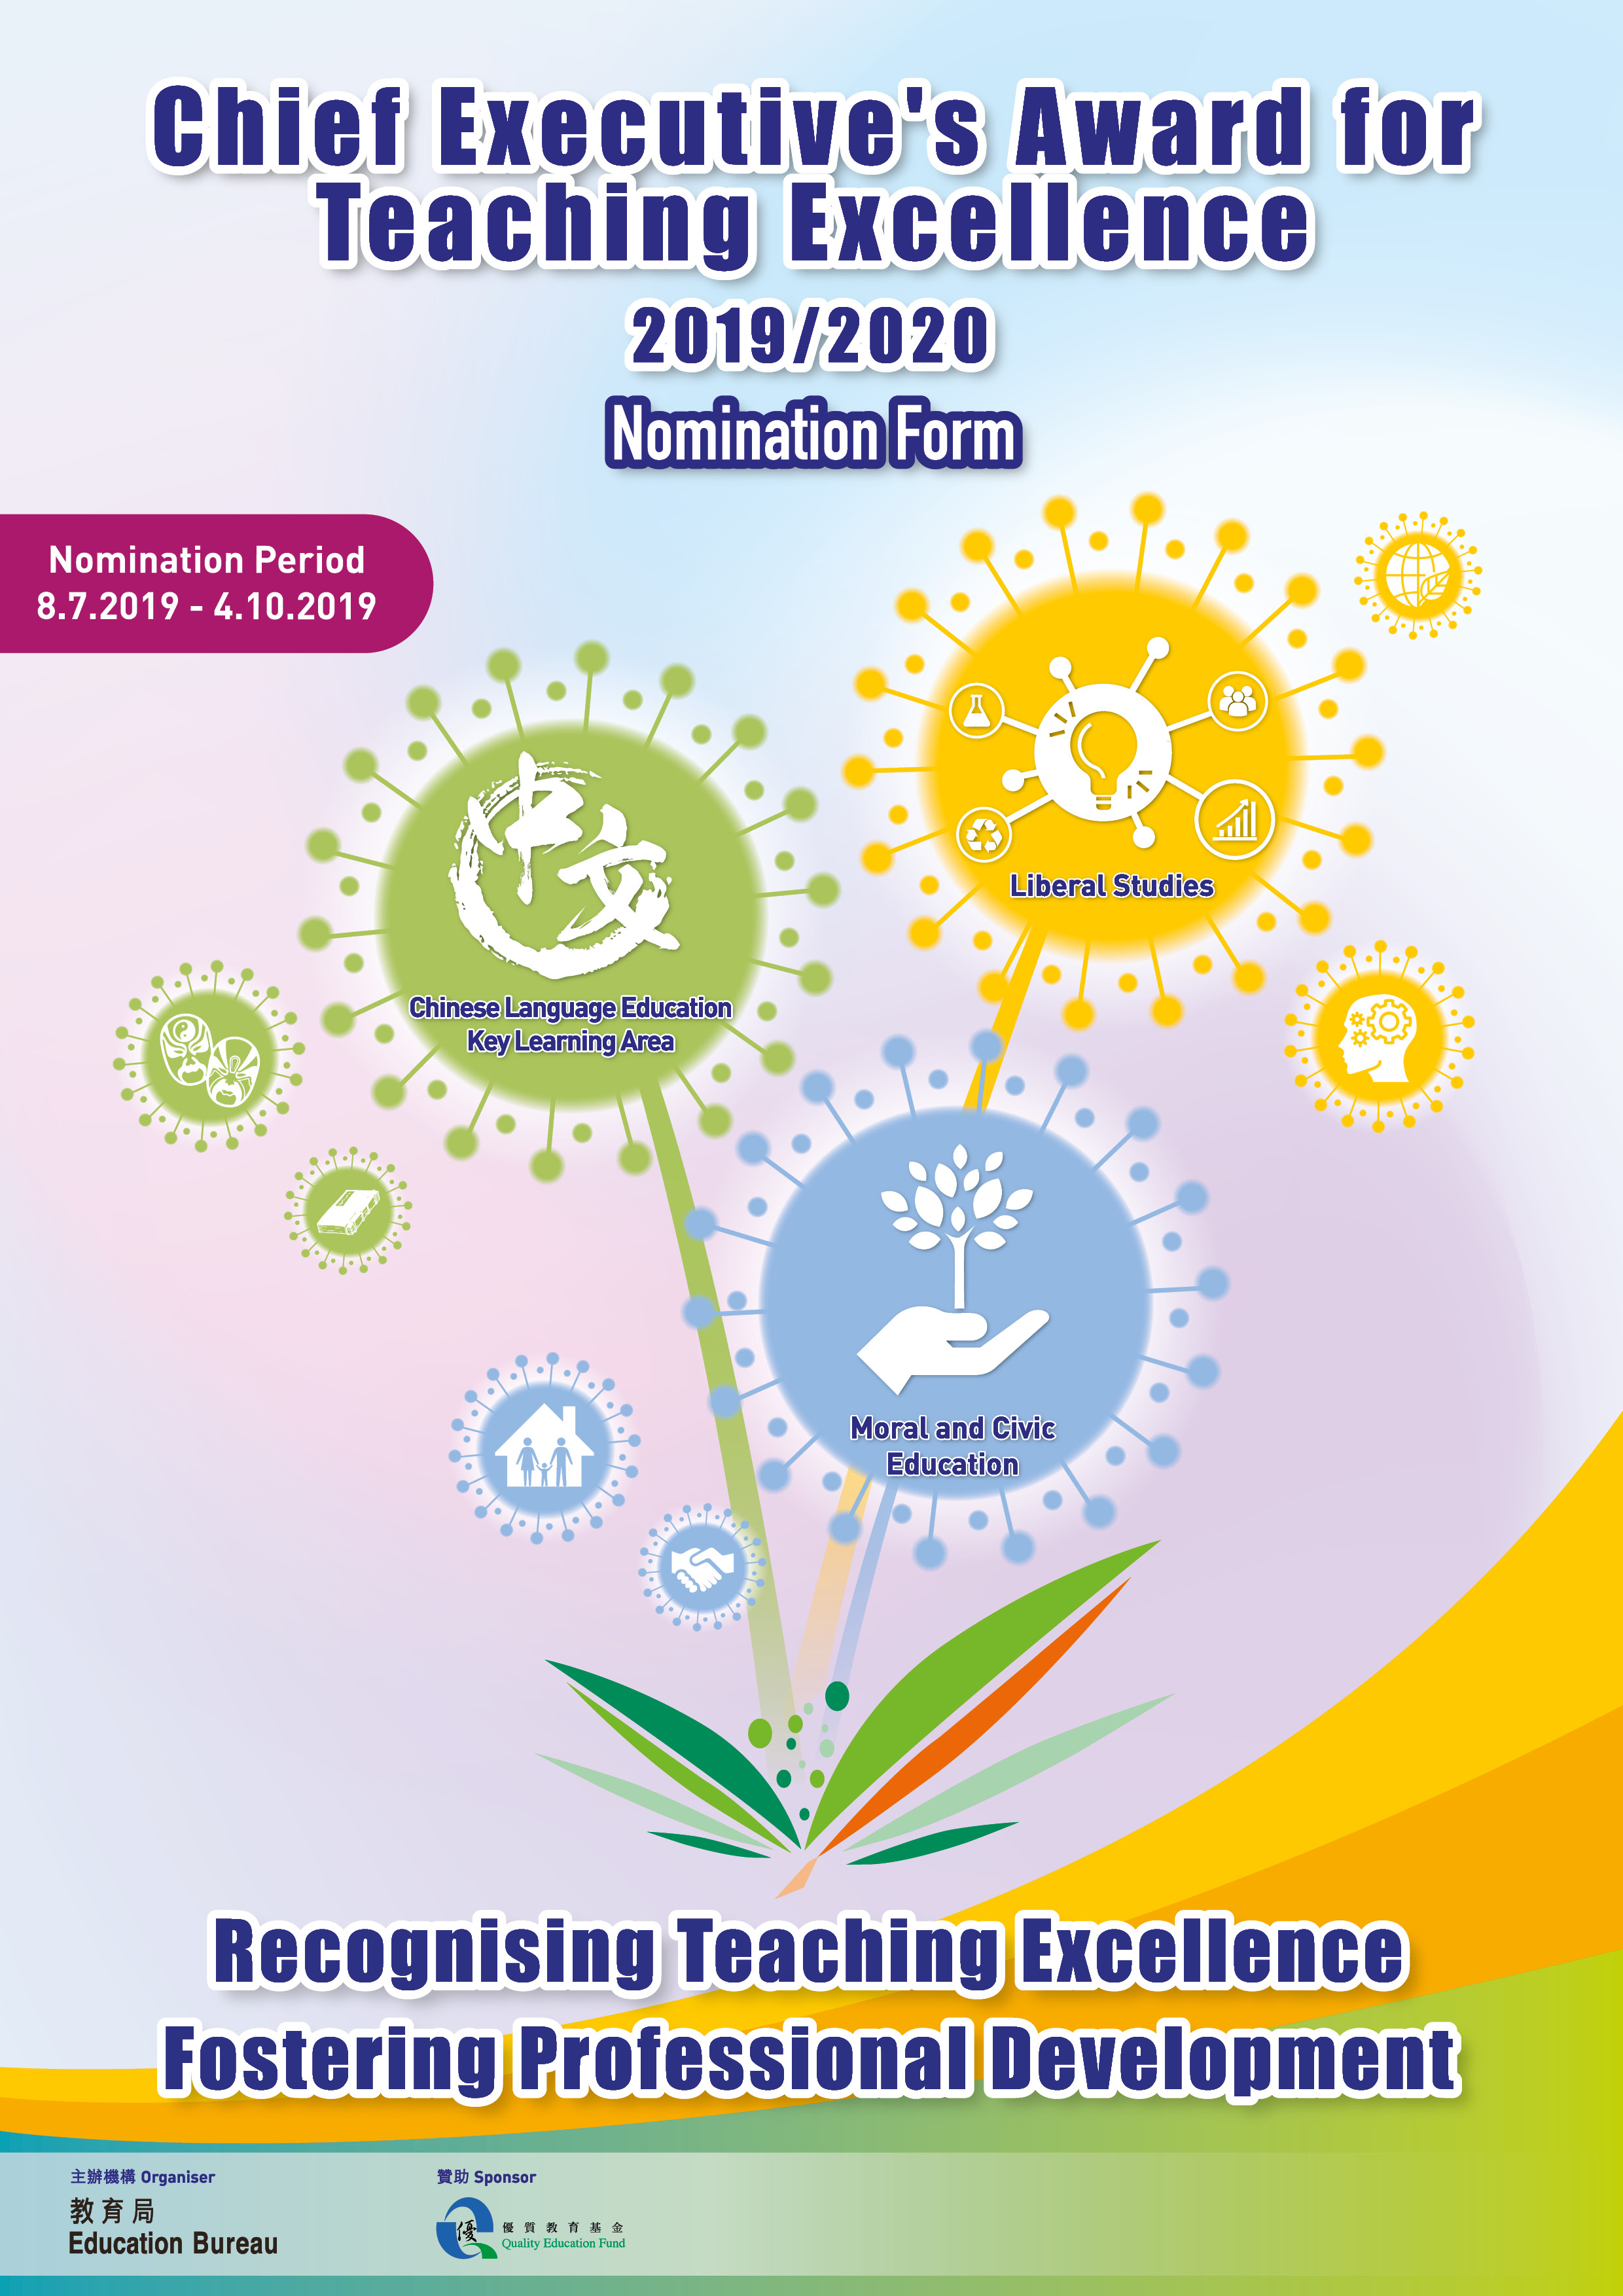 Chief Executive's Award for
Teaching Excellence
2019/2020
Nomination Form
Nomination Period
8.7.2019 - 4.10.2019
Liberal Studies
中文
Chinese Language Education
Key Learning Area
Moral and Civic
Education
Recognising Teaching Excellence
Fostering Professional Development
主辦機構 Organiser
教育局
Education Bureau
贊助 Sponsor
優
優質教育基金
Quality Education Fund